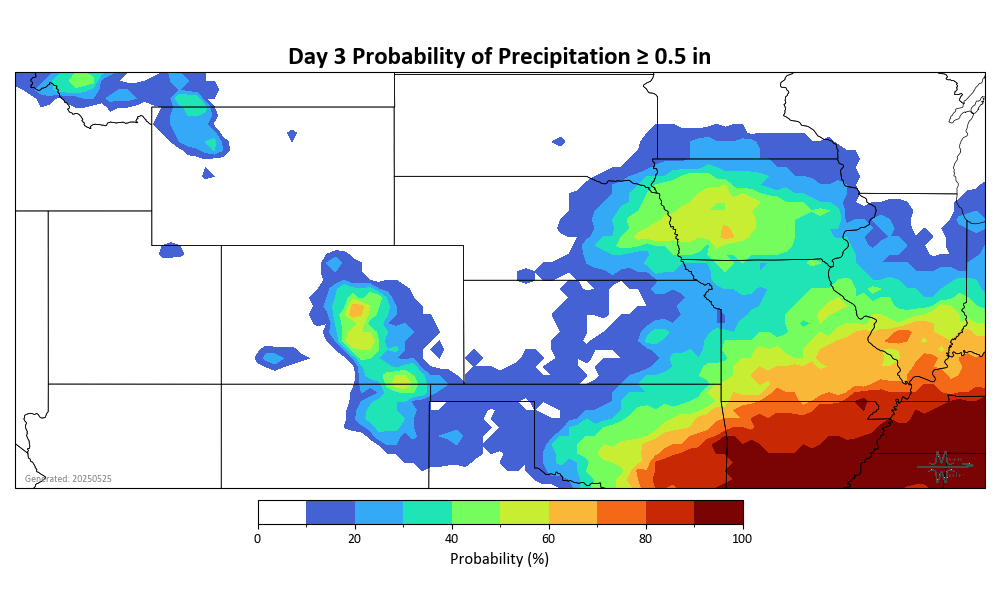 Day 3 Probability of Precipitation ≥ 0.5 in
Generated: 20250525
0 20 40 60 80 100
Probability (%)